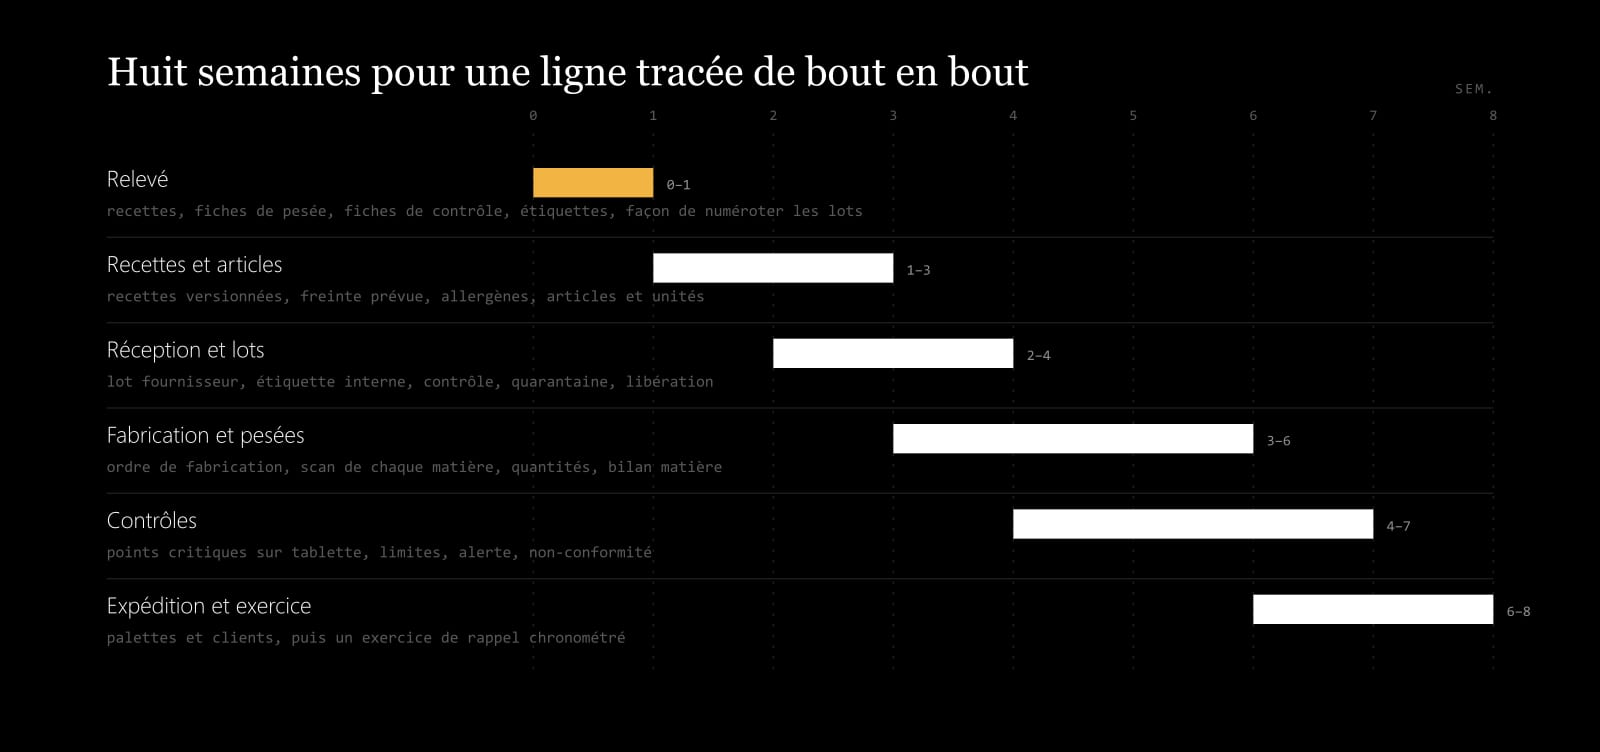 Huit semaines pour une ligne tracée de bout en bout
SEM.
0 1 2 3 4 5 6 7 8
Relevé
0–1
recettes, fiches de pesée, fiches de contrôle, étiquettes, façon de numéroter les lots
Recettes et articles
1–3
recettes versionnées, freinte prévue, allergènes, articles et unités
Réception et lots
2–4
lot fournisseur, étiquette interne, contrôle, quarantaine, libération
Fabrication et pesées
3–6
ordre de fabrication, scan de chaque matière, quantités, bilan matière
Contrôles
4–7
points critiques sur tablette, limites, alerte, non-conformité
Expédition et exercice
6–8
palettes et clients, puis un exercice de rappel chronométré